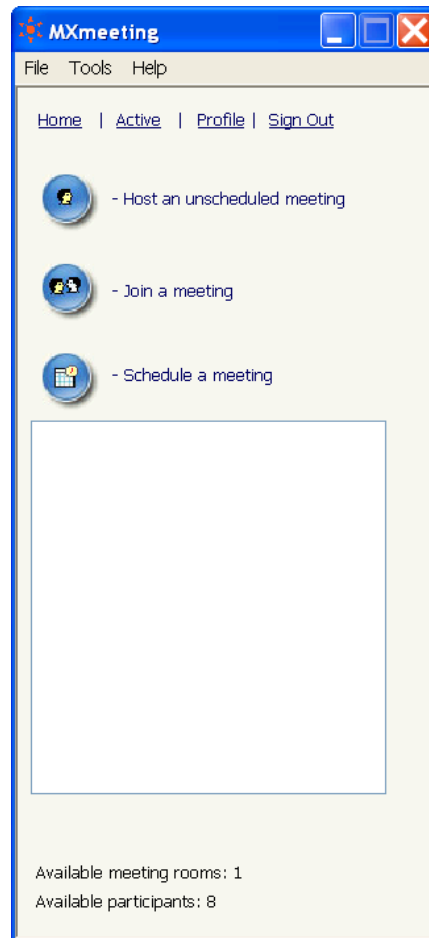 MXmeeting
File Tools Help
Home | Active | Profile | Sign Out
- Host an unscheduled meeting
- Join a meeting
- Schedule a meeting
Available meeting rooms: 1
Available participants: 8